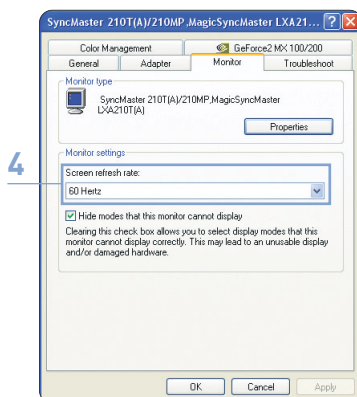 SyncMaster 210T(A)/210MP,MagicSyncMaster LXA21... ? X
Color Management GeForce2 MX 100/200
General Adapter Monitor Troubleshoot
Monitor type
SyncMaster 210T(A)/210MP,MagicSyncMaster
LXA210T(A)
Properties
Monitor settings
4
Screen refresh rate:
60 Hertz
Hide modes that this monitor cannot display
Clearing this check box allows you to select display modes that this
monitor cannot display correctly. This may lead to an unusable display
and/or damaged hardware.
OK Cancel Apply